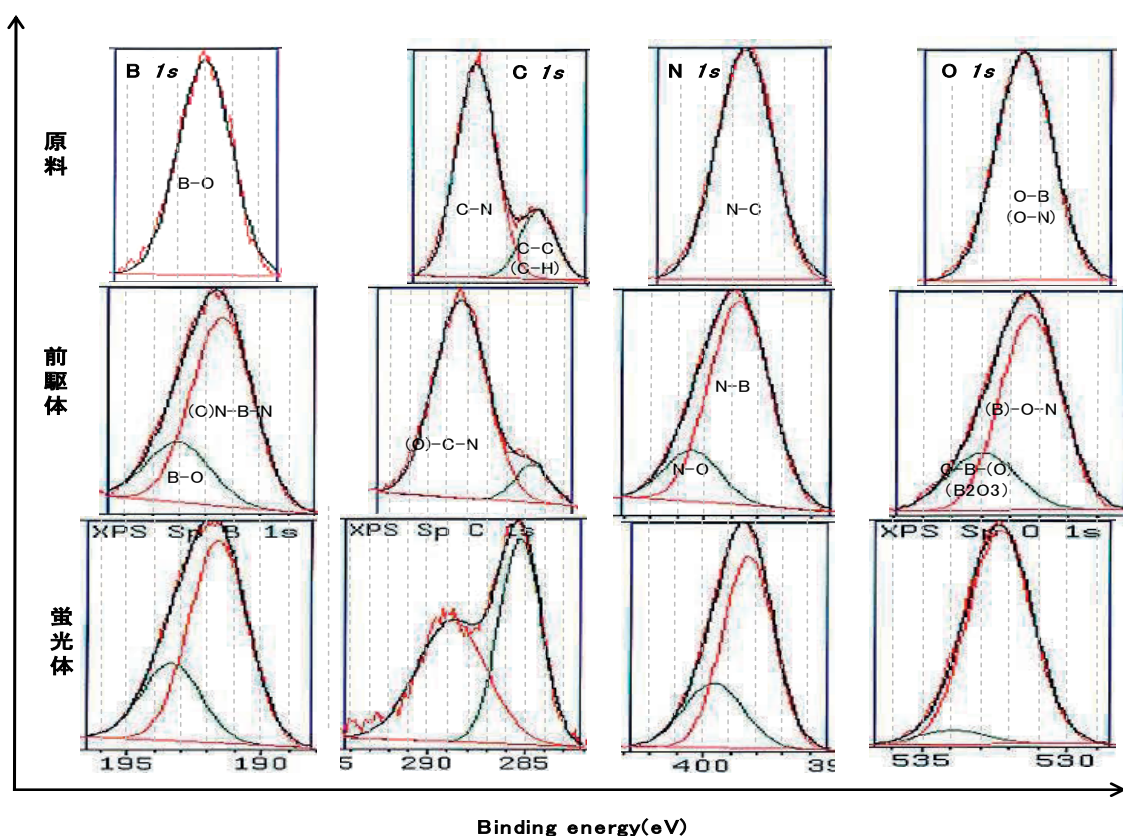 B 1s
C 1s
N 1s
O 1s
原料
B-O
C-N
C-C
(C-H)
N-C
O-B
(O-N)
前駆体
(O)N-B-N
B-O
(O)-C-N
N-B
N-O
(B)-O-N
O-B-(O)
(B2O3)
蛍光体
XPS Sp B 1s
XPS Sp C 1s
XPS Sp O 1s
195 190
290 285
400
535 530
Binding energy(eV)